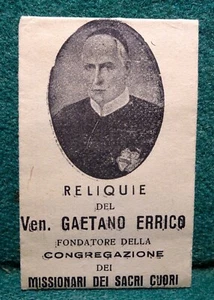 RELIQUIE
DEL
Ven. GAETANO ERRICO
FONDATORE DELLA
CONGREGAZIONE
DEI
MISSIONARI DEI SACRI CUORI